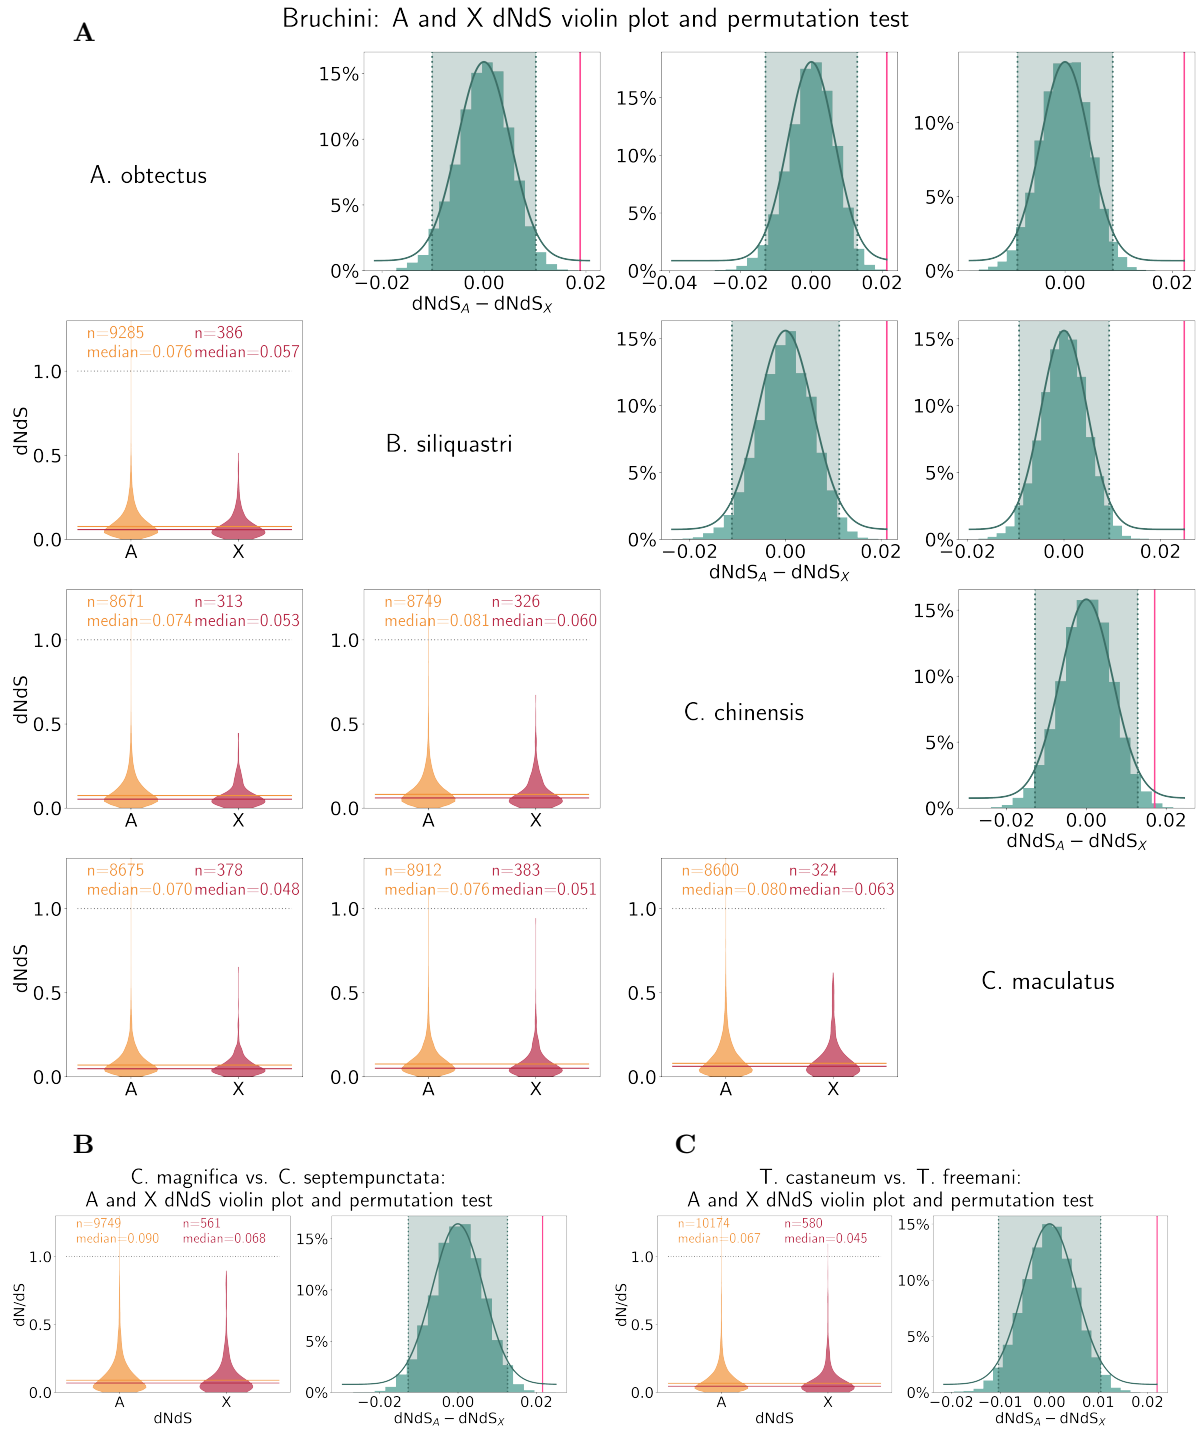 Bruchini: A and X dNdS violin plot and permutation test
A
A. obtectus
15%
10%
5%
0%
−0.02 0.00 0.02
dNdS_A − dNdS_X
15%
10%
5%
0%
−0.04 −0.02 0.00 0.02
10%
5%
0%
0.00 0.02
n=9285 n=386
median=0.076 median=0.057
dNdS
1.0
0.5
0.0
A X
B. siliquastri
15%
10%
5%
0%
−0.02 0.00 0.02
dNdS_A − dNdS_X
15%
10%
5%
0%
−0.02 0.00 0.02
n=8671 n=313
median=0.074 median=0.053
dNdS
1.0
0.5
0.0
A X
n=8749 n=326
median=0.081 median=0.060
1.0
0.5
0.0
A X
C. chinensis
15%
10%
5%
0%
−0.02 0.00 0.02
dNdS_A − dNdS_X
n=8675 n=378
median=0.070 median=0.048
dNdS
1.0
0.5
0.0
A X
n=8912 n=383
median=0.076 median=0.051
1.0
0.5
0.0
A X
n=8600 n=324
median=0.080 median=0.063
1.0
0.5
0.0
A X
C. maculatus
B
C. magnifica vs. C. septempunctata:
A and X dNdS violin plot and permutation test
n=9749 n=561
median=0.090 median=0.068
dN/dS
1.0
0.5
0.0
A X
dNdS
15%
10%
5%
0%
−0.02 0.00 0.02
dNdS_A − dNdS_X
C
T. castaneum vs. T. freemani:
A and X dNdS violin plot and permutation test
n=10174 n=580
median=0.067 median=0.045
dN/dS
1.0
0.5
0.0
A X
dNdS
15%
10%
5%
0%
−0.02 −0.01 0.00 0.01 0.02
dNdS_A − dNdS_X